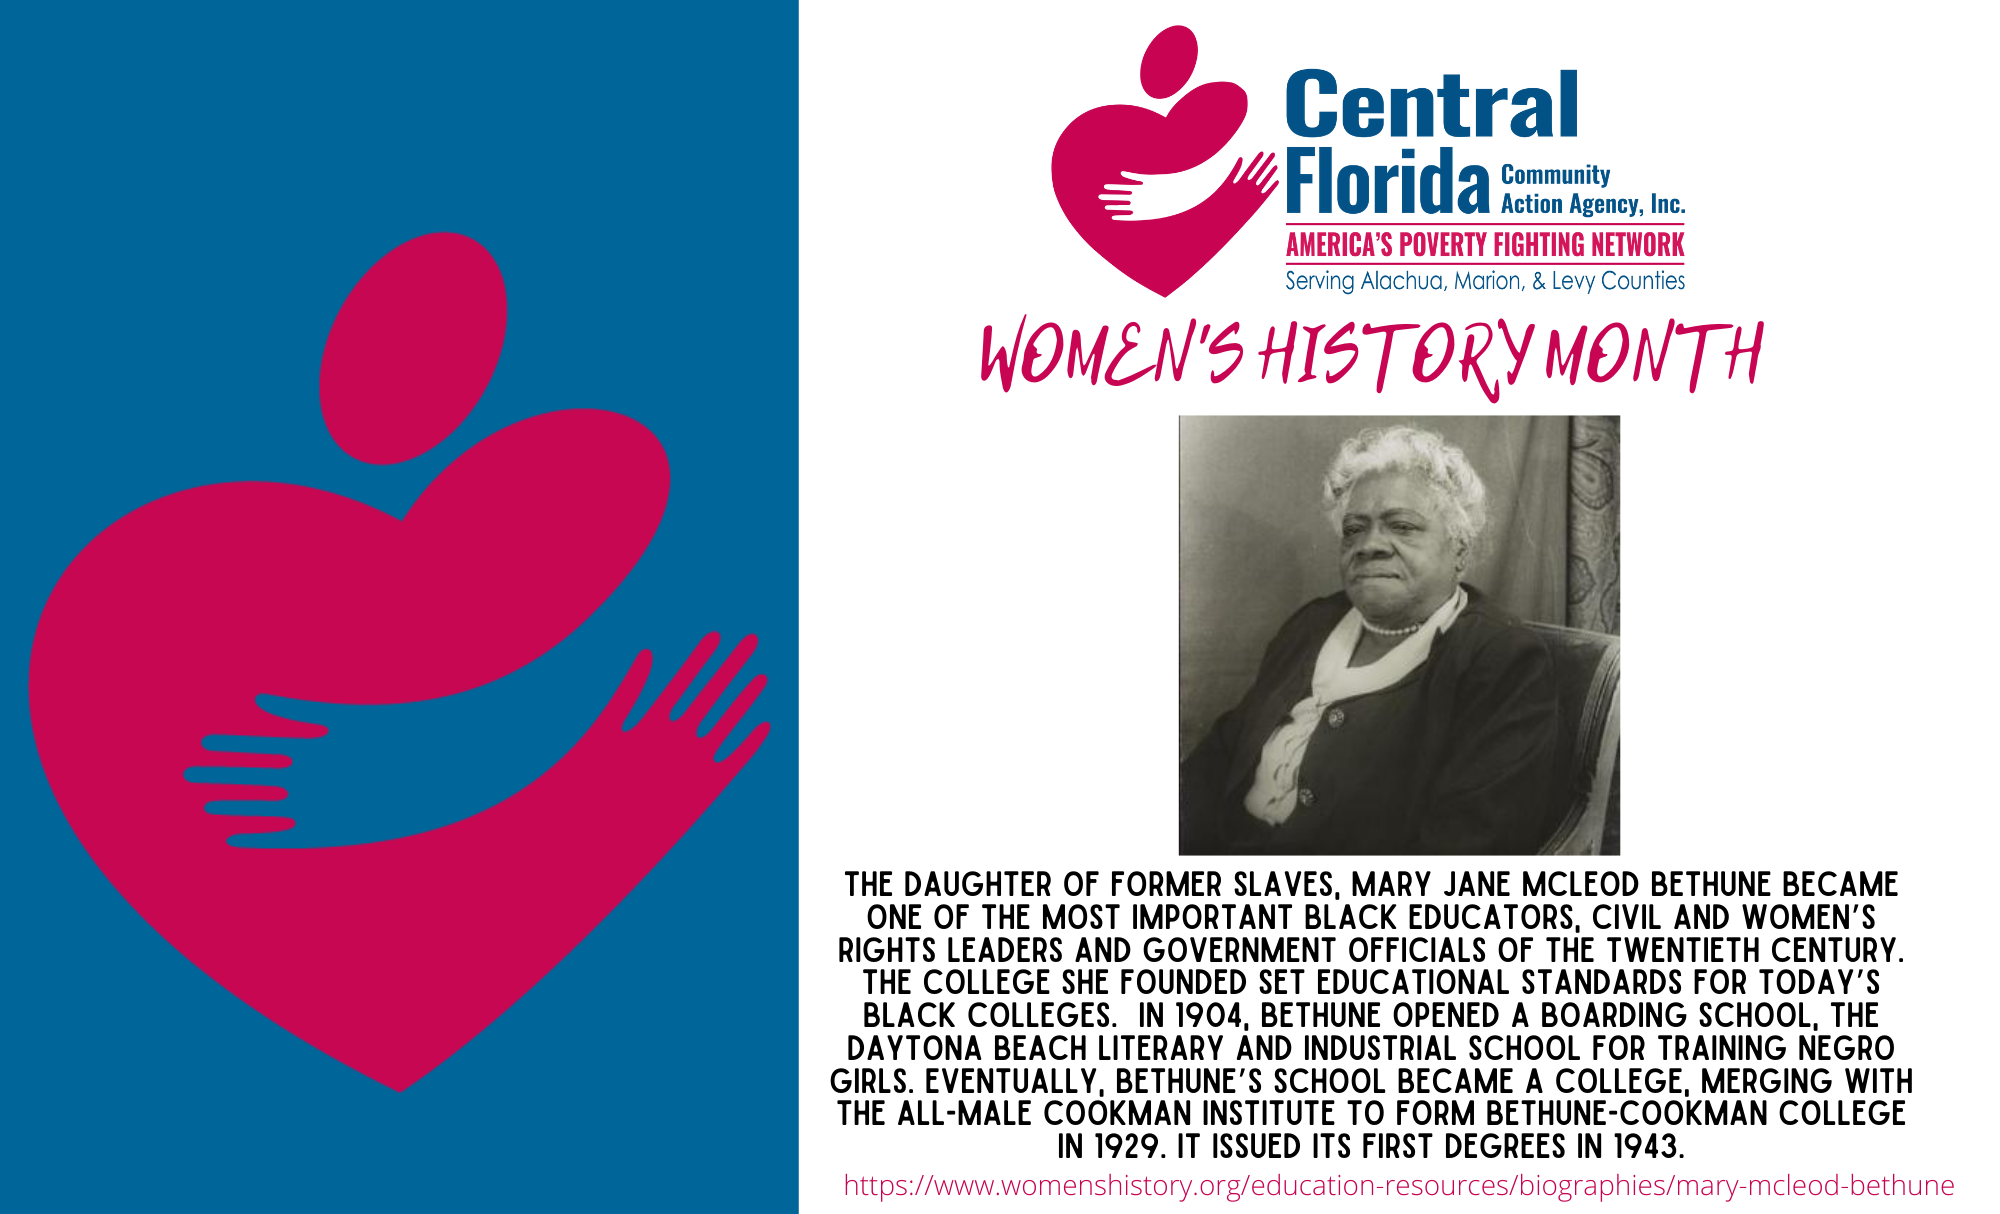 Central
Florida Community
Action Agency, Inc.
AMERICA'S POVERTY FIGHTING NETWORK
Serving Alachua, Marion, & Levy Counties
WOMEN'S HISTORY MONTH
THE DAUGHTER OF FORMER SLAVES, MARY JANE MCLEOD BETHUNE BECAME
ONE OF THE MOST IMPORTANT BLACK EDUCATORS, CIVIL AND WOMEN'S
RIGHTS LEADERS AND GOVERNMENT OFFICIALS OF THE TWENTIETH CENTURY.
THE COLLEGE SHE FOUNDED SET EDUCATIONAL STANDARDS FOR TODAY'S
BLACK COLLEGES. IN 1904, BETHUNE OPENED A BOARDING SCHOOL, THE
DAYTONA BEACH LITERARY AND INDUSTRIAL SCHOOL FOR TRAINING NEGRO
GIRLS. EVENTUALLY, BETHUNE'S SCHOOL BECAME A COLLEGE, MERGING WITH
THE ALL-MALE COOKMAN INSTITUTE TO FORM BETHUNE-COOKMAN COLLEGE
IN 1929. IT ISSUED ITS FIRST DEGREES IN 1943.
https://www.womenshistory.org/education-resources/biographies/mary-mcleod-bethune